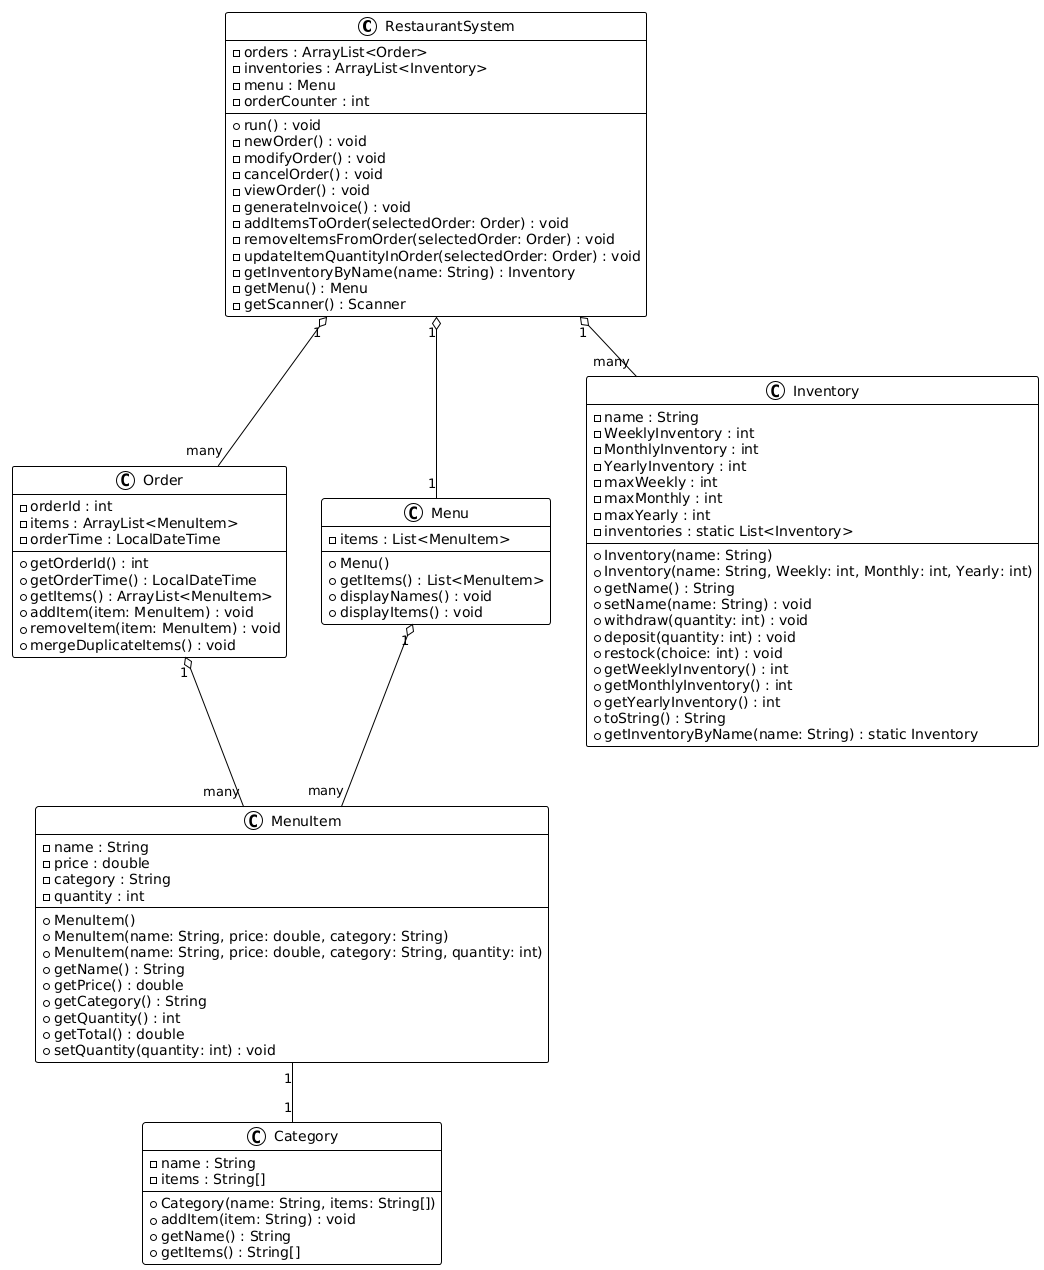 RestaurantSystem
orders : ArrayList<Order>
inventories : ArrayList<Inventory>
menu : Menu
orderCounter : int
run() : void
newOrder() : void
modifyOrder() : void
cancelOrder() : void
viewOrder() : void
generateInvoice() : void
addItemsToOrder(selectedOrder: Order) : void
removeItemsFromOrder(selectedOrder: Order) : void
updateItemQuantityInOrder(selectedOrder: Order) : void
getInventoryByName(name: String) : Inventory
getMenu() : Menu
getScanner() : Scanner
1
1
1
many
many
1
Order
orderId : int
items : ArrayList<MenuItem>
orderTime : LocalDateTime
getOrderId() : int
getOrderTime() : LocalDateTime
getItems() : ArrayList<MenuItem>
addItem(item: MenuItem) : void
removeItem(item: MenuItem) : void
mergeDuplicateItems() : void
Menu
items : List<MenuItem>
Menu()
getItems() : List<MenuItem>
displayNames() : void
displayItems() : void
Inventory
name : String
WeeklyInventory : int
MonthlyInventory : int
YearlyInventory : int
maxWeekly : int
maxMonthly : int
maxYearly : int
inventories : static List<Inventory>
Inventory(name: String)
Inventory(name: String, Weekly: int, Monthly: int, Yearly: int)
getName() : String
setName(name: String) : void
withdraw(quantity: int) : void
deposit(quantity: int) : void
restock(choice: int) : void
getWeeklyInventory() : int
getMonthlyInventory() : int
getYearlyInventory() : int
toString() : String
getInventoryByName(name: String) : static Inventory
1
1
many
many
MenuItem
name : String
price : double
category : String
quantity : int
MenuItem()
MenuItem(name: String, price: double, category: String)
MenuItem(name: String, price: double, category: String, quantity: int)
getName() : String
getPrice() : double
getCategory() : String
getQuantity() : int
getTotal() : double
setQuantity(quantity: int) : void
1
1
Category
name : String
items : String[]
Category(name: String, items: String[])
addItem(item: String) : void
getName() : String
getItems() : String[]